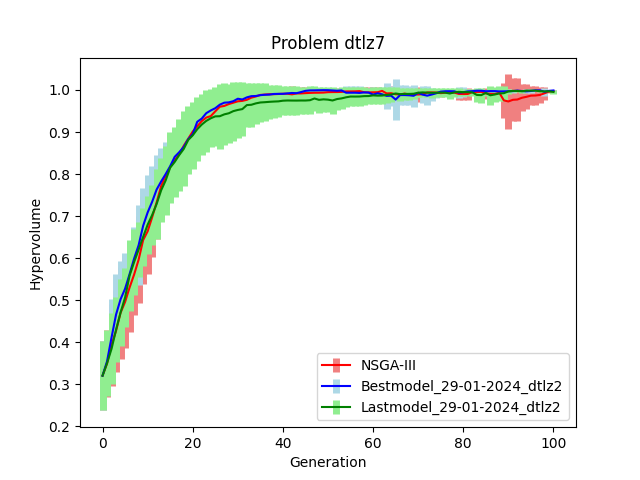 Problem dtlz7
Hypervolume
1.0
0.9
0.8
0.7
0.6
0.5
0.4
0.3
0.2
NSGA-III
Bestmodel_29-01-2024_dtlz2
Lastmodel_29-01-2024_dtlz2
0 20 40 60 80 100
Generation